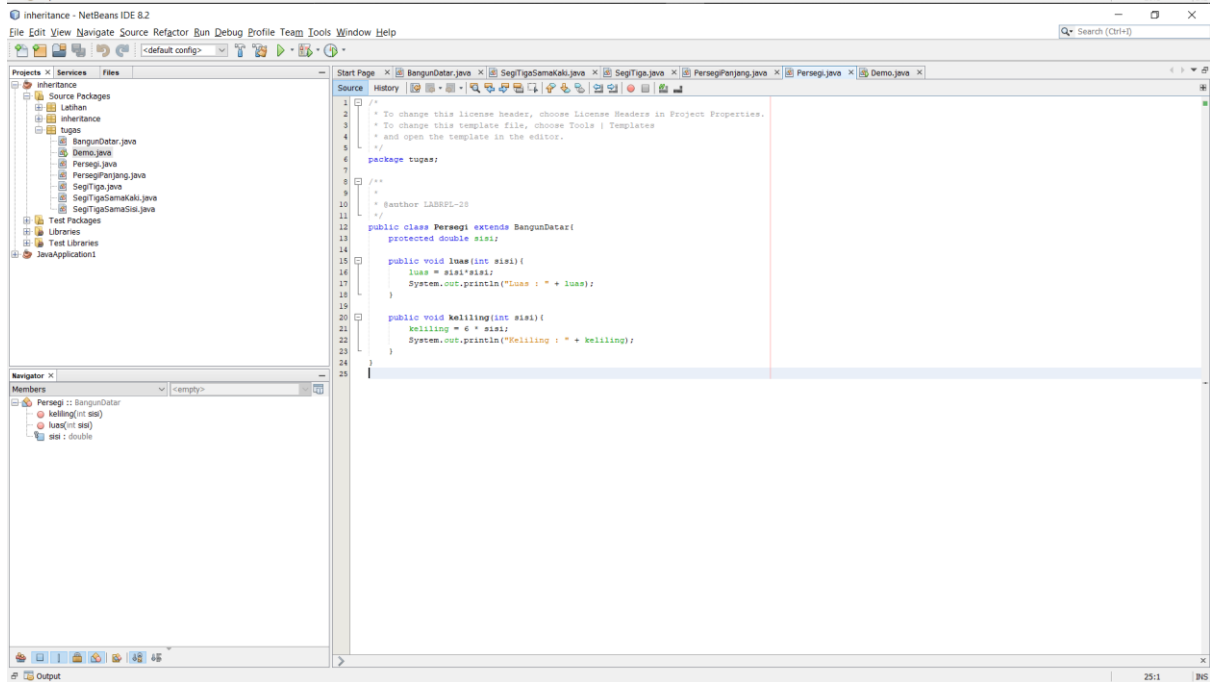 inheritance - NetBeans IDE 8.2
File Edit View Navigate Source Refactor Run Debug Profile Team Tools Window Help
Search (Ctrl+I)
<default config>
Projects Services Files
inheritance
Source Packages
Latihan
inheritance
tugas
BangunDatar.java
Demo.java
Persegi.java
PersegiPanjang.java
SegiTiga.java
SegiTigaSamaKaki.java
SegiTigaSamaSisi.java
Test Packages
Libraries
Test Libraries
JavaApplication1
Navigator
Members <empty>
Persegi :: BangunDatar
keliling(int sisi)
luas(int sisi)
sisi : double
Start Page BangunDatar.java SegiTigaSamaKaki.java SegiTiga.java PersegiPanjang.java Persegi.java Demo.java
Source History
1 /*
2 * To change this license header, choose License Headers in Project Properties.
3 * To change this template file, choose Tools | Templates
4 * and open the template in the editor.
5 */
6 package tugas;
7
8 /**
9 *
10 * @author LABRPL-28
11 */
12 public class Persegi extends BangunDatar{
13 protected double sisi;
14
15 public void luas(int sisi){
16 luas = sisi*sisi;
17 System.out.println("Luas : " + luas);
18 }
19
20 public void keliling(int sisi){
21 keliling = 6 * sisi;
22 System.out.println("Keliling : " + keliling);
23 }
24 }
25
Output
25:1 INS